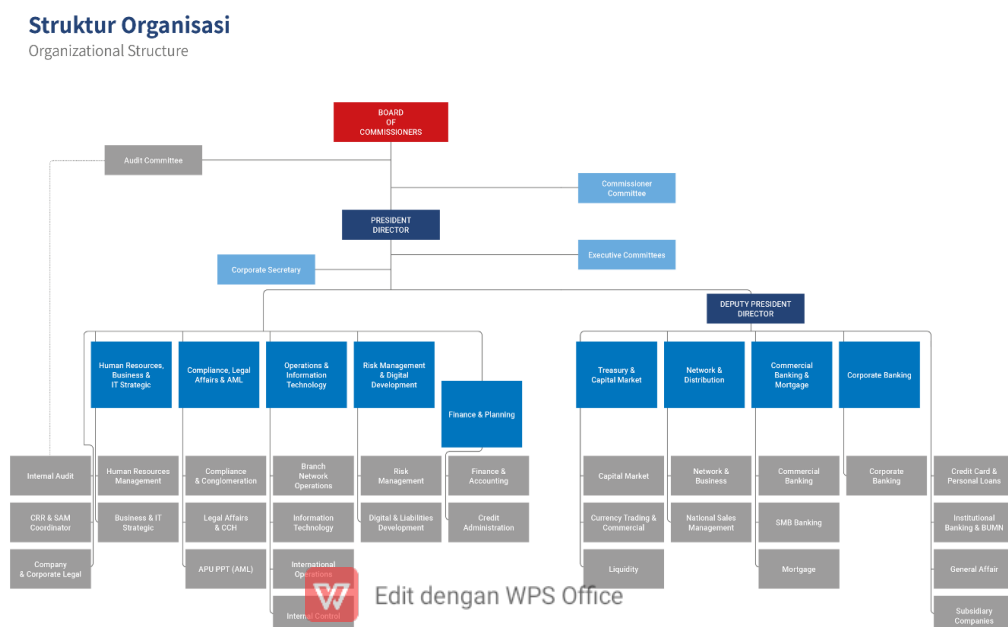 Struktur Organisasi
Organizational Structure
BOARD
OF
COMMISSIONERS
Audit Committee
Commissioner
Committee
PRESIDENT
DIRECTOR
Executive Committees
Corporate Secretary
DEPUTY PRESIDENT
DIRECTOR
Human Resources,
Business &
IT Strategic
Compliance, Legal
Affairs & AML
Operations &
Information
Technology
Risk Management
& Digital
Development
Finance & Planning
Treasury &
Capital Market
Network &
Distribution
Commercial
Banking &
Mortgage
Corporate Banking
Internal Audit
Human Resources
Management
Compliance
& Conglomeration
Branch
Network
Operations
Risk
Management
Finance &
Accounting
Capital Market
Network &
Business
Commercial
Banking
Corporate
Banking
Credit Card &
Personal Loans
CRR & SAM
Coordinator
Business & IT
Strategic
Legal Affairs
& CCH
Information
Technology
Digital & Liabilities
Development
Credit
Administration
Currency Trading &
Commercial
National Sales
Management
SMB Banking
Institutional
Banking & BUMN
Company
& Corporate Legal
APU PPT (AML)
International
Operations
Liquidity
Mortgage
General Affair
Internal Control
Subsidiary
Companies
Edit dengan WPS Office